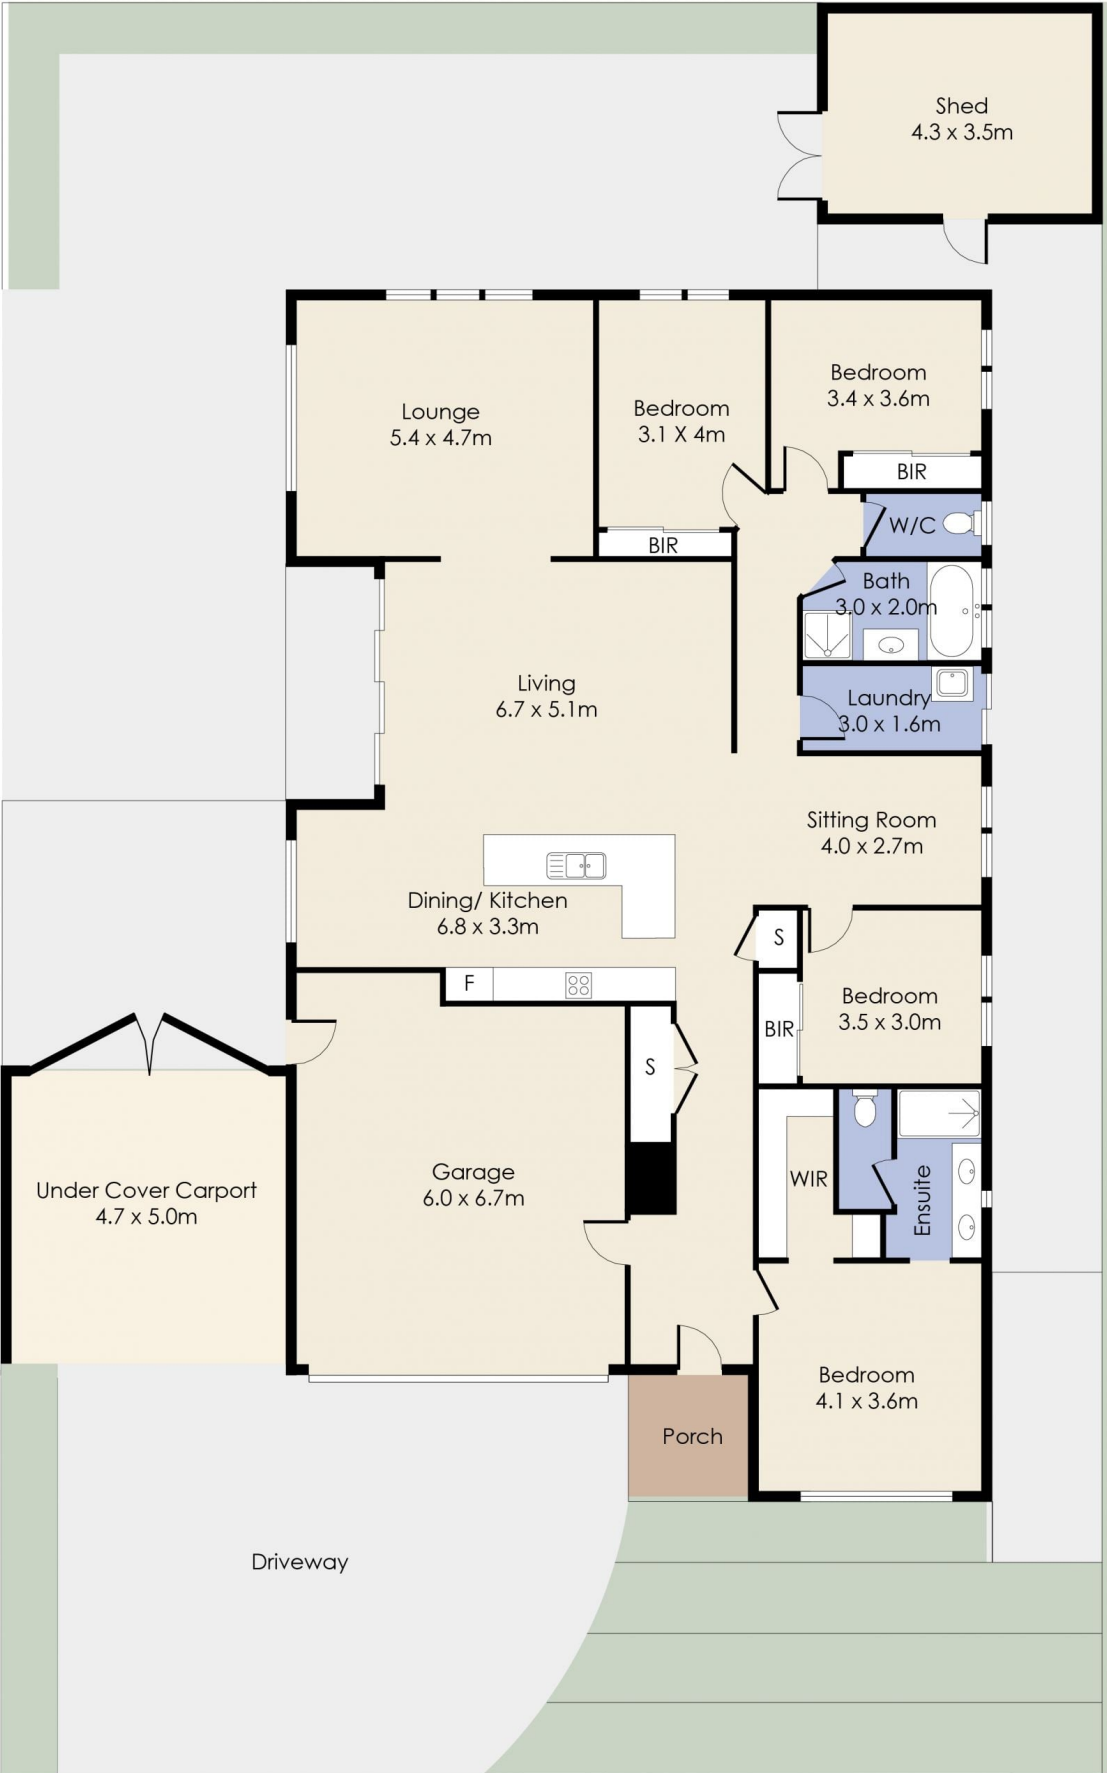 Shed
4.3 x 3.5m
Bedroom
3.4 x 3.6m
Lounge
5.4 x 4.7m
Bedroom
3.1 X 4m
BIR
W/C
BIR
Bath
3.0 x 2.0m
Living
6.7 x 5.1m
Laundry
3.0 x 1.6m
Sitting Room
4.0 x 2.7m
Dining/ Kitchen
6.8 x 3.3m
S
F
Bedroom
3.5 x 3.0m
BIR
S
Garage
6.0 x 6.7m
WIR
Ensuite
Under Cover Carport
4.7 x 5.0m
Bedroom
4.1 x 3.6m
Porch
Driveway